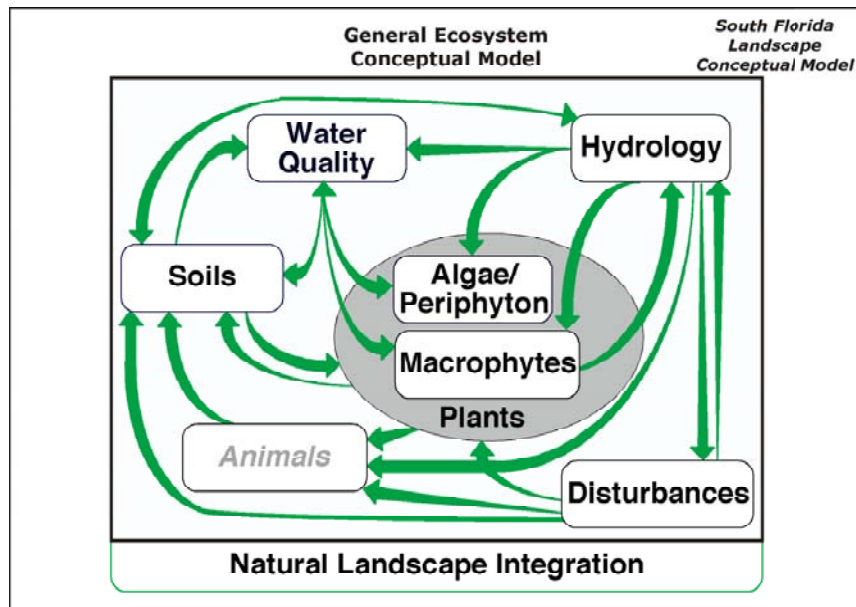 General Ecosystem
Conceptual Model
South Florida
Landscape
Conceptual Model
Water
Quality
Hydrology
Soils
Algae/
Periphyton
Macrophytes
Plants
Animals
Disturbances
Natural Landscape Integration